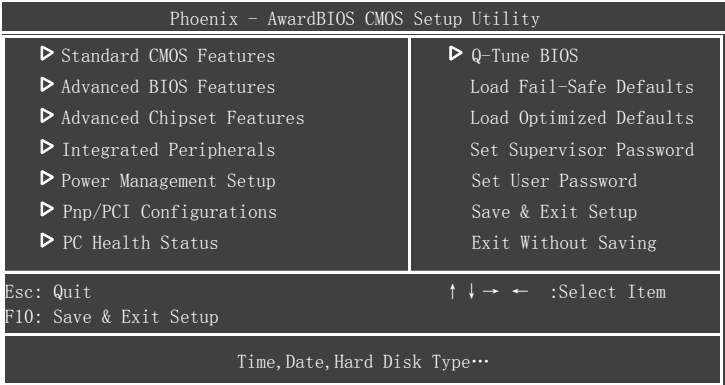 Phoenix - AwardBIOS CMOS Setup Utility
Standard CMOS Features
Advanced BIOS Features
Advanced Chipset Features
Integrated Peripherals
Power Management Setup
Pnp/PCI Configurations
PC Health Status
Q-Tune BIOS
Load Fail-Safe Defaults
Load Optimized Defaults
Set Supervisor Password
Set User Password
Save & Exit Setup
Exit Without Saving
Esc: Quit
F10: Save & Exit Setup
↑ ↓ → ← :Select Item
Time,Date,Hard Disk Type···